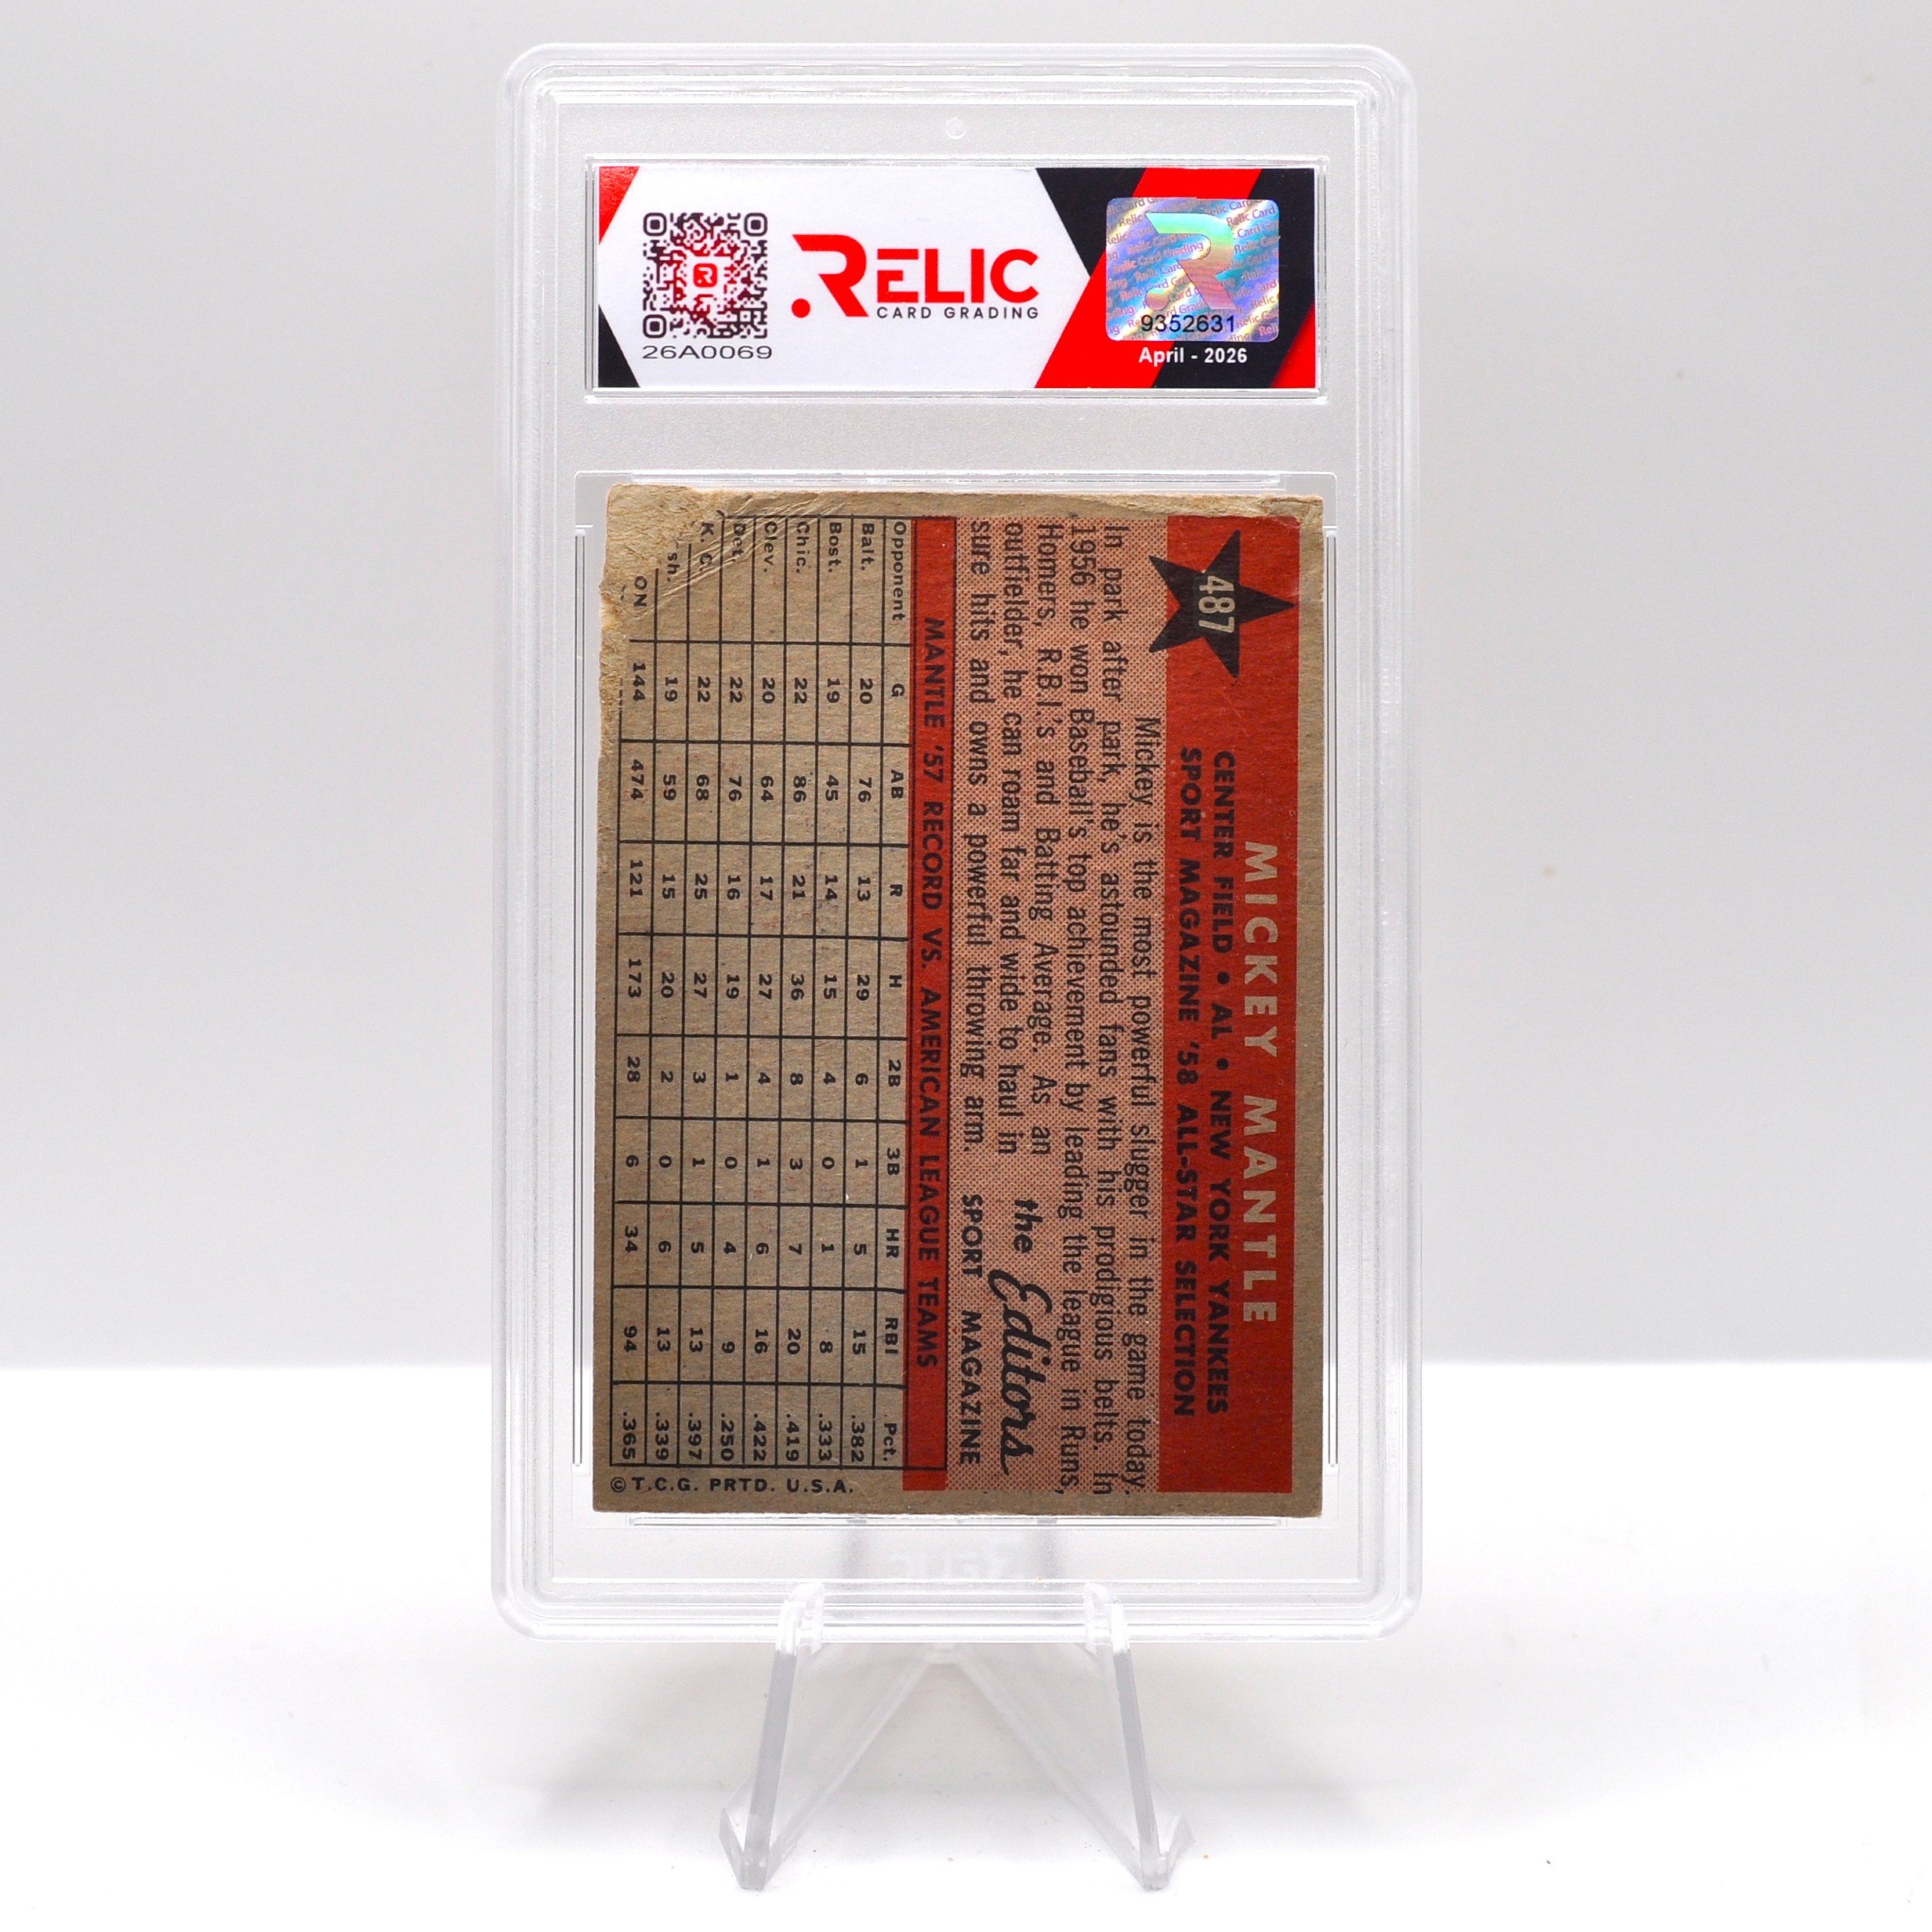 26A0069
RELIC
CARD GRADING
9352631
April - 2026
487
MICKEY MANTLE
CENTER FIELD • AL • NEW YORK YANKEES
SPORT MAGAZINE '58 ALL-STAR SELECTION
Mickey is the most powerful slugger in the game today.
In park after park, he's astounded fans with his prodigious belts. In
1956 he won Baseball's top achievement by leading the league in Runs,
Homers, R.B.I.'s and Batting Average. As an
outfielder, he can roam far and wide to haul in
sure hits and owns a powerful throwing arm.
the Editors
SPORT MAGAZINE
MANTLE '57 RECORD VS. AMERICAN LEAGUE TEAMS
Opponent G AB R H 2B 3B HR RBI Pct.
Balt. 20 76 13 29 6 1 5 15 .382
Bost. 19 45 14 15 4 0 1 8 .333
Chic. 22 86 21 36 8 3 7 20 .419
Clev. 20 64 17 27 4 1 6 16 .422
Det. 22 76 16 19 1 0 4 9 .250
K. C. 22 68 25 27 3 1 5 13 .397
sh. 19 59 15 20 2 0 6 13 .339
ON 144 474 121 173 28 6 34 94 .365
© T.C.G. PRTD. U.S.A.
RELIC